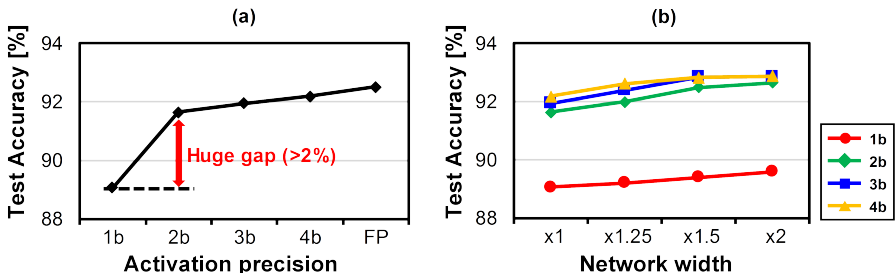 (a)
Test Accuracy [%]
94
92
90
88
Huge gap (>2%)
1b 2b 3b 4b FP
Activation precision
(b)
Test Accuracy [%]
94
92
90
88
x1 x1.25 x1.5 x2
Network width
1b
2b
3b
4b